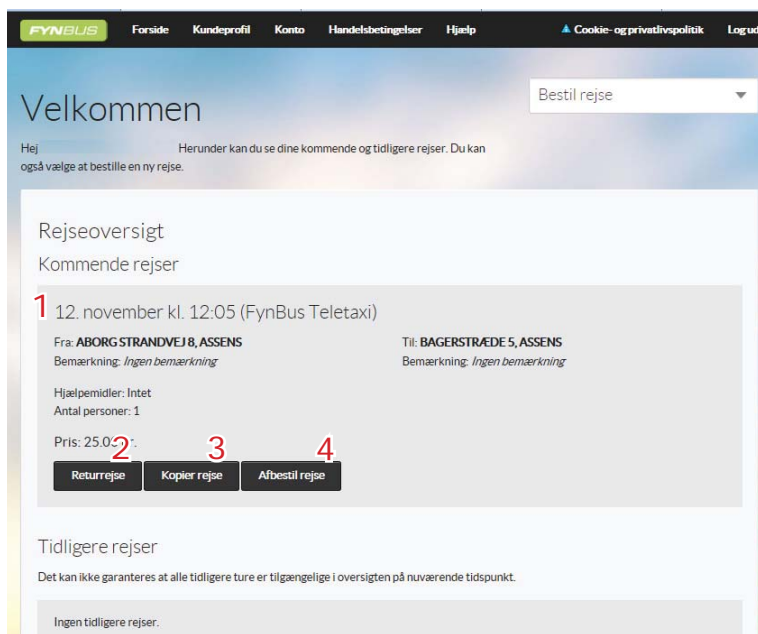 FYNBUS Forside Kundeprofil Konto Handelsbetingelser Hjælp Cookie- og privatlivspolitik Log ud
Velkommen
Bestil rejse
Hej Herunder kan du se dine kommende og tidligere rejser. Du kan
også vælge at bestille en ny rejse.
Rejseoversigt
Kommende rejser
1 12. november kl. 12:05 (FynBus Teletaxi)
Fra: ABORG STRANDVEJ 8, ASSENS Til: BAGERSTRÆDE 5, ASSENS
Bemærkning: Ingen bemærkning Bemærkning: Ingen bemærkning
Hjælpemidler: Intet
Antal personer: 1
Pris: 25.00
2 3 4
Returrejse Kopier rejse Afbestil rejse
Tidligere rejser
Det kan ikke garanteres at alle tidligere ture er tilgængelige i oversigten på nuværende tidspunkt.
Ingen tidligere rejser.